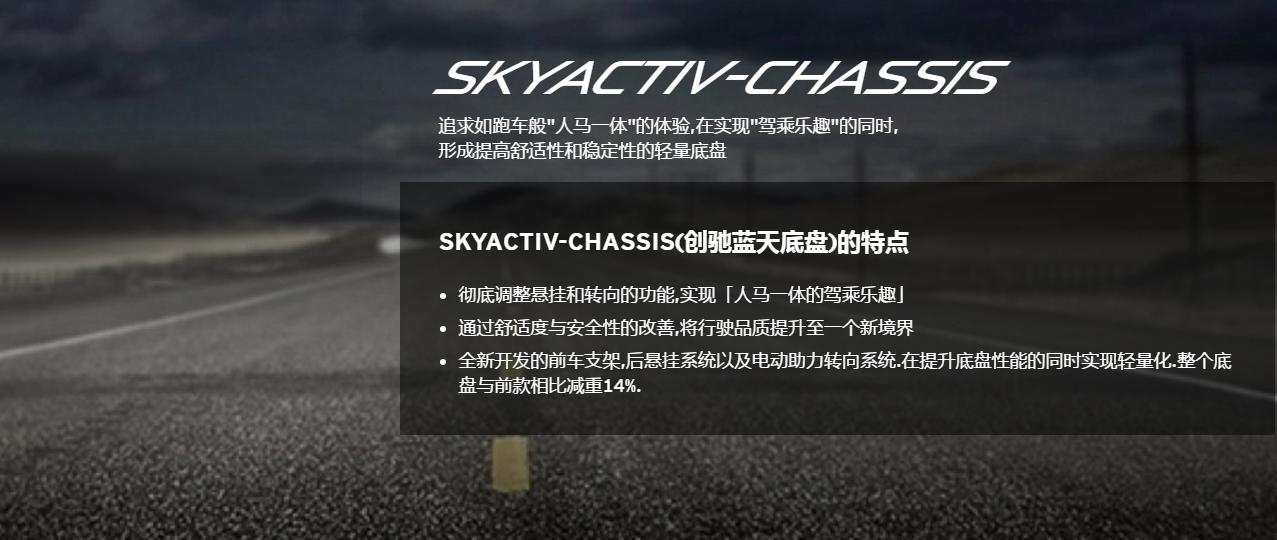 SKYACTIV-CHASSIS
追求如跑车般"人马一体"的体验,在实现"驾乘乐趣"的同时,
形成提高舒适性和稳定性的轻量底盘
SKYACTIV-CHASSIS(创驰蓝天底盘)的特点
• 彻底调整悬挂和转向的功能,实现「人马一体的驾乘乐趣」
• 通过舒适度与安全性的改善,将行驶品质提升至一个新境界
• 全新开发的前车支架,后悬挂系统以及电动助力转向系统.在提升底盘性能的同时实现轻量化.整个底
盘与前款相比减重14%.